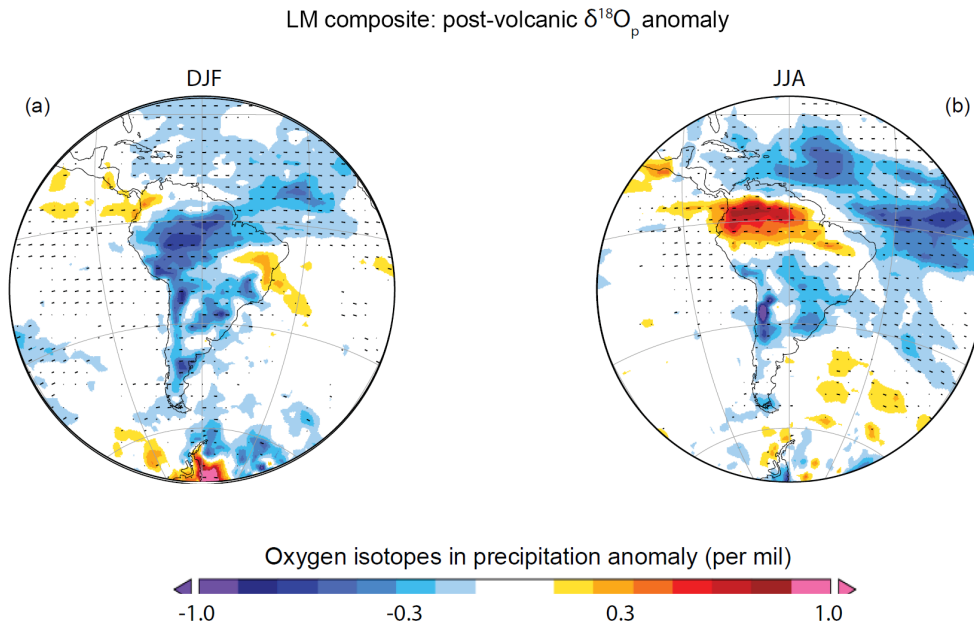 LM composite: post-volcanic δ¹⁸Oₚ anomaly
DJF
JJA
(a)
(b)
Oxygen isotopes in precipitation anomaly (per mil)
-1.0 -0.3 0.3 1.0